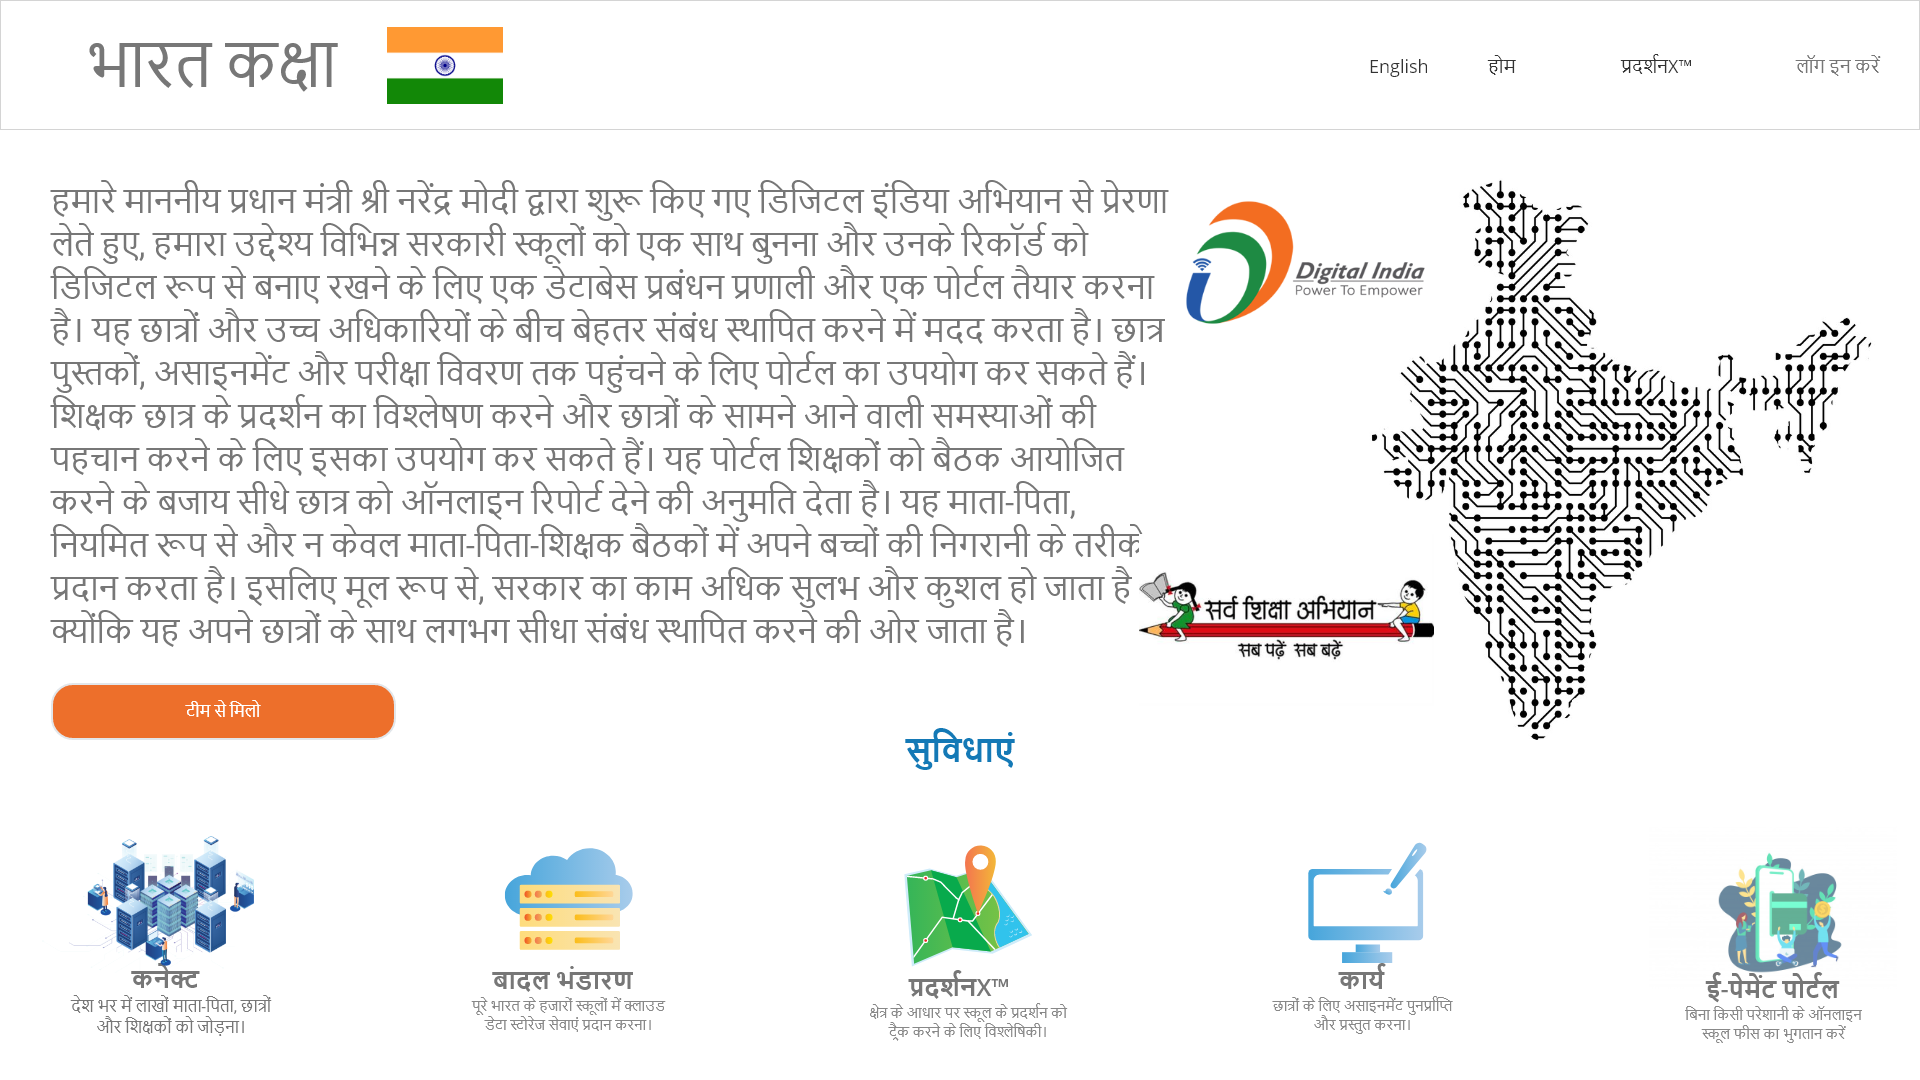 भारत कक्षा
English
होम
प्रदर्शनX™
लॉग इन करें
हमारे माननीय प्रधान मंत्री श्री नरेंद्र मोदी द्वारा शुरू किए गए डिजिटल इंडिया अभियान से प्रेरणा
लेते हुए, हमारा उद्देश्य विभिन्न सरकारी स्कूलों को एक साथ बुनना और उनके रिकॉर्ड को
डिजिटल रूप से बनाए रखने के लिए एक डेटाबेस प्रबंधन प्रणाली और एक पोर्टल तैयार करना
है। यह छात्रों और उच्च अधिकारियों के बीच बेहतर संबंध स्थापित करने में मदद करता है। छात्र
पुस्तकों, असाइनमेंट और परीक्षा विवरण तक पहुंचने के लिए पोर्टल का उपयोग कर सकते हैं।
शिक्षक छात्र के प्रदर्शन का विश्लेषण करने और छात्रों के सामने आने वाली समस्याओं की
पहचान करने के लिए इसका उपयोग कर सकते हैं। यह पोर्टल शिक्षकों को बैठक आयोजित
करने के बजाय सीधे छात्र को ऑनलाइन रिपोर्ट देने की अनुमति देता है। यह माता-पिता,
नियमित रूप से और न केवल माता-पिता-शिक्षक बैठकों में अपने बच्चों की निगरानी के तरीके
प्रदान करता है। इसलिए मूल रूप से, सरकार का काम अधिक सुलभ और कुशल हो जाता है
क्योंकि यह अपने छात्रों के साथ लगभग सीधा संबंध स्थापित करने की ओर जाता है।
Digital India
Power To Empower
सर्व शिक्षा अभियान
सब पढ़ें सब बढ़ें
टीम से मिलो
सुविधाएं
कनेक्ट
देश भर में लाखों माता-पिता, छात्रों
और शिक्षकों को जोड़ना।
बादल भंडारण
पूरे भारत के हजारों स्कूलों में क्लाउड
डेटा स्टोरेज सेवाएं प्रदान करना।
प्रदर्शनX™
क्षेत्र के आधार पर स्कूल के प्रदर्शन को
ट्रैक करने के लिए विश्लेषिकी।
कार्य
छात्रों के लिए असाइनमेंट पुनर्प्राप्ति
और प्रस्तुत करना।
ई-पेमेंट पोर्टल
बिना किसी परेशानी के ऑनलाइन
स्कूल फीस का भुगतान करें